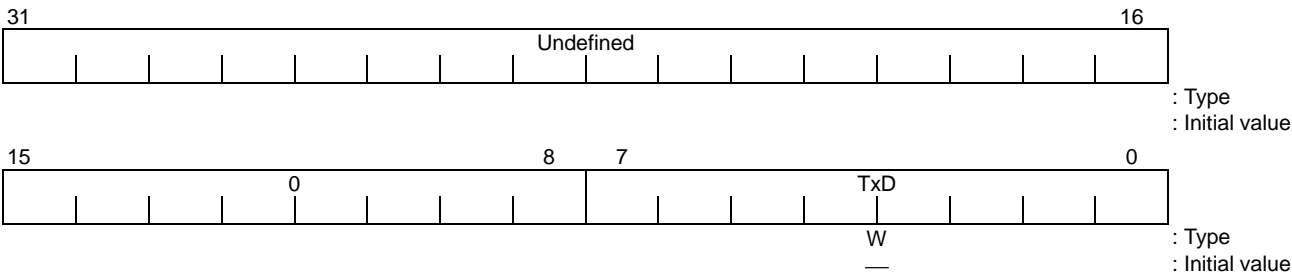 31 16
Undefined
: Type
: Initial value
15 8 7 0
0 TxD
W : Type
— : Initial value